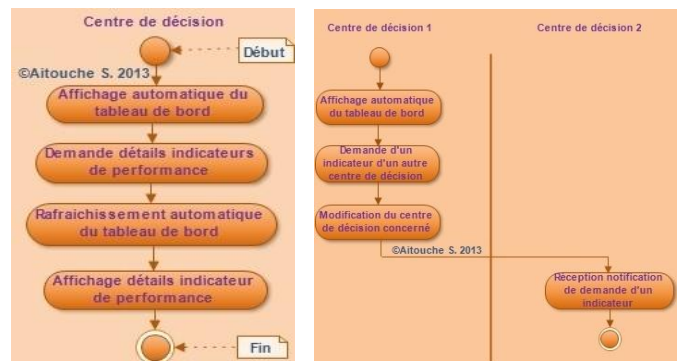 Centre de décision
Début
©Aitouche S. 2013
Affichage automatique du
tableau de bord
Demande détails indicateurs
de performance
Rafraichissement automatique
du tableau de bord
Affichage détails indicateur
de performance
Fin
Centre de décision 1
Centre de décision 2
Affichage automatique
du tableau de bord
Demande d'un
indicateur d'un autre
centre de décision
Modification du centre
de décision concerné
©Aitouche S. 2013
Réception notification
de demande d'un
indicateur